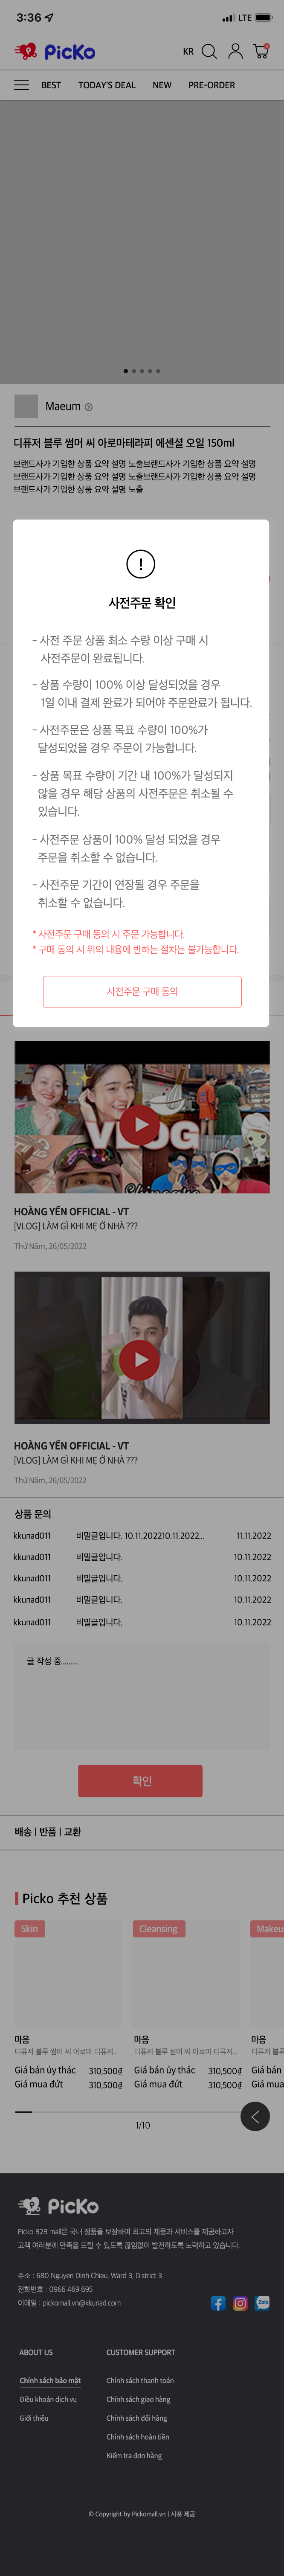 3:36
LTE
PicKo
KR
BEST TODAY'S DEAL NEW PRE-ORDER
Maeum
디퓨저 블루 썸머 씨 아로마테라피 에센셜 오일 150ml
브랜드사가 기입한 상품 요약 설명 노출브랜드사가 기입한 상품 요약 설명
브랜드사가 기입한 상품 요약 설명 노출브랜드사가 기입한 상품 요약 설명
브랜드사가 기입한 상품 요약 설명 노출
!
사전주문 확인
- 사전 주문 상품 최소 수량 이상 구매 시
사전주문이 완료됩니다.
- 상품 수량이 100% 이상 달성되었을 경우
1일 이내 결제 완료가 되어야 주문완료가 됩니다.
- 사전주문은 상품 목표 수량이 100%가
달성되었을 경우 주문이 가능합니다.
- 상품 목표 수량이 기간 내 100%가 달성되지
않을 경우 해당 상품의 사전주문은 취소될 수
있습니다.
- 사전주문 상품이 100% 달성 되었을 경우
주문을 취소할 수 없습니다.
- 사전주문 기간이 연장될 경우 주문을
취소할 수 없습니다.
* 사전주문 구매 동의 시 주문 가능합니다.
* 구매 동의 시 위의 내용에 반하는 절차는 불가능합니다.
사전주문 구매 동의
VLOG
HOÀNG YẾN OFFICIAL - VT
[VLOG] LÀM GÌ KHI MẸ Ở NHÀ ???
Thứ Năm, 26/05/2022
HOÀNG YẾN OFFICIAL - VT
[VLOG] LÀM GÌ KHI MẸ Ở NHÀ ???
Thứ Năm, 26/05/2022
상품 문의
kkunad011 비밀글입니다. 10.11.202210.11.2022... 11.11.2022
kkunad011 비밀글입니다. 10.11.2022
kkunad011 비밀글입니다. 10.11.2022
kkunad011 비밀글입니다. 10.11.2022
kkunad011 비밀글입니다. 10.11.2022
글 작성 중........
확인
배송 | 반품 | 교환
Picko 추천 상품
Skin Cleansing Makeu
마음 마음 마음
디퓨저 블루 썸머 씨 아로마 디퓨저... 디퓨저 블루 썸머 씨 아로마 디퓨저... 디퓨저 블루
Giá bán ủy thác 310,500₫ Giá bán ủy thác 310,500₫ Giá bán
Giá mua đứt 310,500₫ Giá mua đứt 310,500₫ Giá mua
1/10
PicKo
Picko B2B mall은 국내 정품을 보장하며 최고의 제품과 서비스를 제공하고자
고객 여러분께 만족을 드릴 수 있도록 끊임없이 발전하도록 노력하고 있습니다.
주소 : 680 Nguyen Dinh Chieu, Ward 3, District 3
전화번호 : 0966 469 695
이메일 : pickomall.vn@kkunad.com
Zalo
ABOUT US CUSTOMER SUPPORT
Chính sách bảo mật Chính sách thanh toán
Điều khoản dịch vụ Chính sách giao hàng
Giới thiệu Chính sách đổi hàng
Chính sách hoàn tiền
Kiểm tra đơn hàng
© Copyright by Pickomall.vn | 샤포 제공